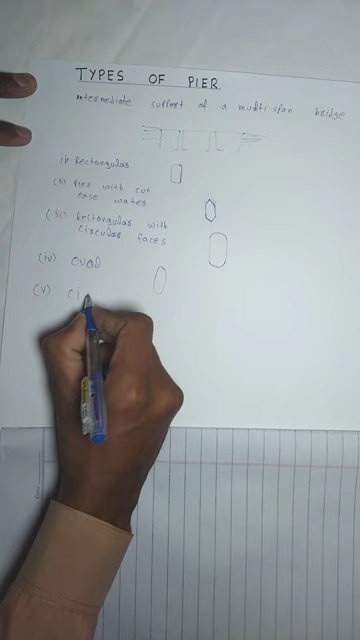 TYPES OF PIER
Intermediate support of a multi span bridge
i) Rectangular
(ii) Pier with cut
ease water
(iii) Rectangular with
circular faces
(iv) Oval
(v) Ci